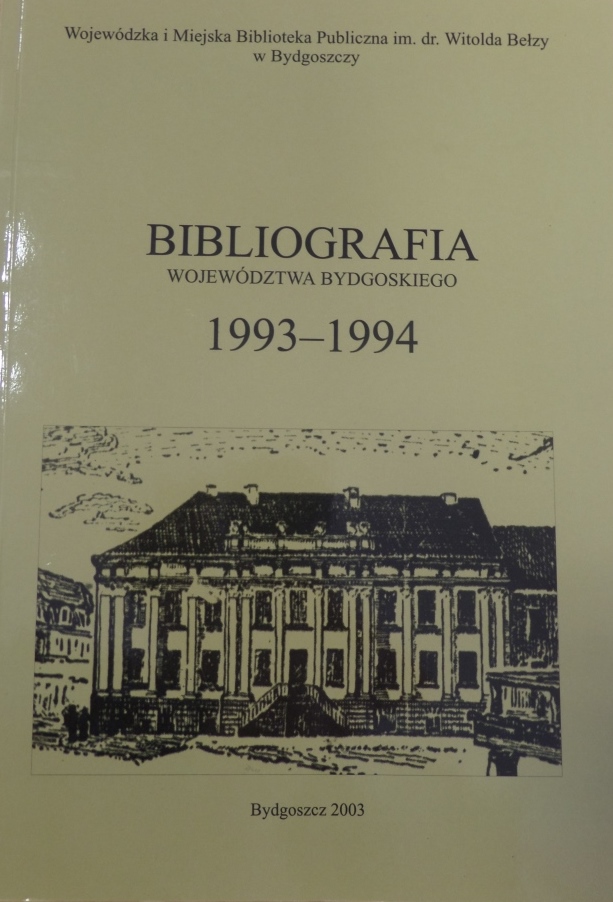 Wojewódzka i Miejska Biblioteka Publiczna im. dr. Witolda Bełzy
w Bydgoszczy
BIBLIOGRAFIA
WOJEWÓDZTWA BYDGOSKIEGO
1993–1994
Bydgoszcz 2003